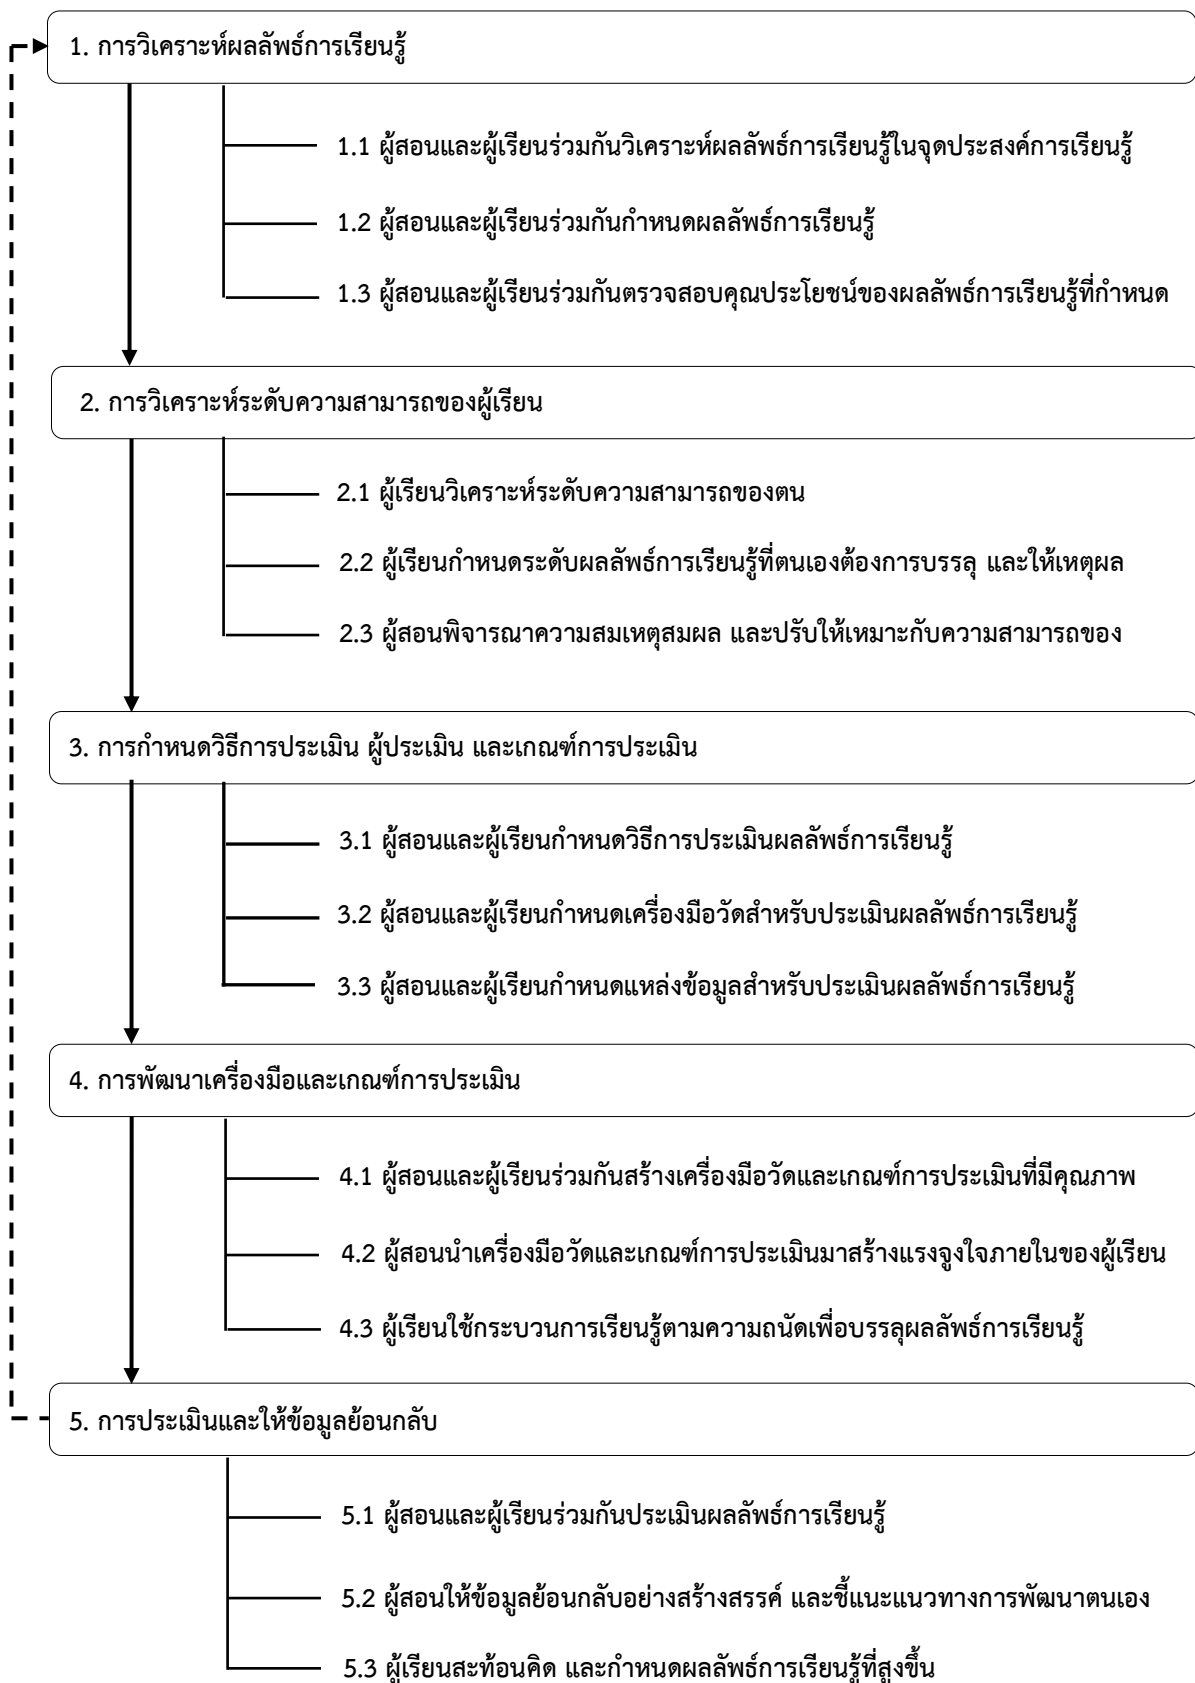 1. การวิเคราะห์ผลลัพธ์การเรียนรู้
1.1 ผู้สอนและผู้เรียนร่วมกันวิเคราะห์ผลลัพธ์การเรียนรู้ในจุดประสงค์การเรียนรู้
1.2 ผู้สอนและผู้เรียนร่วมกันกำหนดผลลัพธ์การเรียนรู้
1.3 ผู้สอนและผู้เรียนร่วมกันตรวจสอบคุณประโยชน์ของผลลัพธ์การเรียนรู้ที่กำหนด
2. การวิเคราะห์ระดับความสามารถของผู้เรียน
2.1 ผู้เรียนวิเคราะห์ระดับความสามารถของตน
2.2 ผู้เรียนกำหนดระดับผลลัพธ์การเรียนรู้ที่ตนเองต้องการบรรลุ และให้เหตุผล
2.3 ผู้สอนพิจารณาความสมเหตุสมผล และปรับให้เหมาะกับความสามารถของ
3. การกำหนดวิธีการประเมิน ผู้ประเมิน และเกณฑ์การประเมิน
3.1 ผู้สอนและผู้เรียนกำหนดวิธีการประเมินผลลัพธ์การเรียนรู้
3.2 ผู้สอนและผู้เรียนกำหนดเครื่องมือวัดสำหรับประเมินผลลัพธ์การเรียนรู้
3.3 ผู้สอนและผู้เรียนกำหนดแหล่งข้อมูลสำหรับประเมินผลลัพธ์การเรียนรู้
4. การพัฒนาเครื่องมือและเกณฑ์การประเมิน
4.1 ผู้สอนและผู้เรียนร่วมกันสร้างเครื่องมือวัดและเกณฑ์การประเมินที่มีคุณภาพ
4.2 ผู้สอนนำเครื่องมือวัดและเกณฑ์การประเมินมาสร้างแรงจูงใจภายในของผู้เรียน
4.3 ผู้เรียนใช้กระบวนการเรียนรู้ตามความถนัดเพื่อบรรลุผลลัพธ์การเรียนรู้
5. การประเมินและให้ข้อมูลย้อนกลับ
5.1 ผู้สอนและผู้เรียนร่วมกันประเมินผลลัพธ์การเรียนรู้
5.2 ผู้สอนให้ข้อมูลย้อนกลับอย่างสร้างสรรค์ และชี้แนะแนวทางการพัฒนาตนเอง
5.3 ผู้เรียนสะท้อนคิด และกำหนดผลลัพธ์การเรียนรู้ที่สูงขึ้น